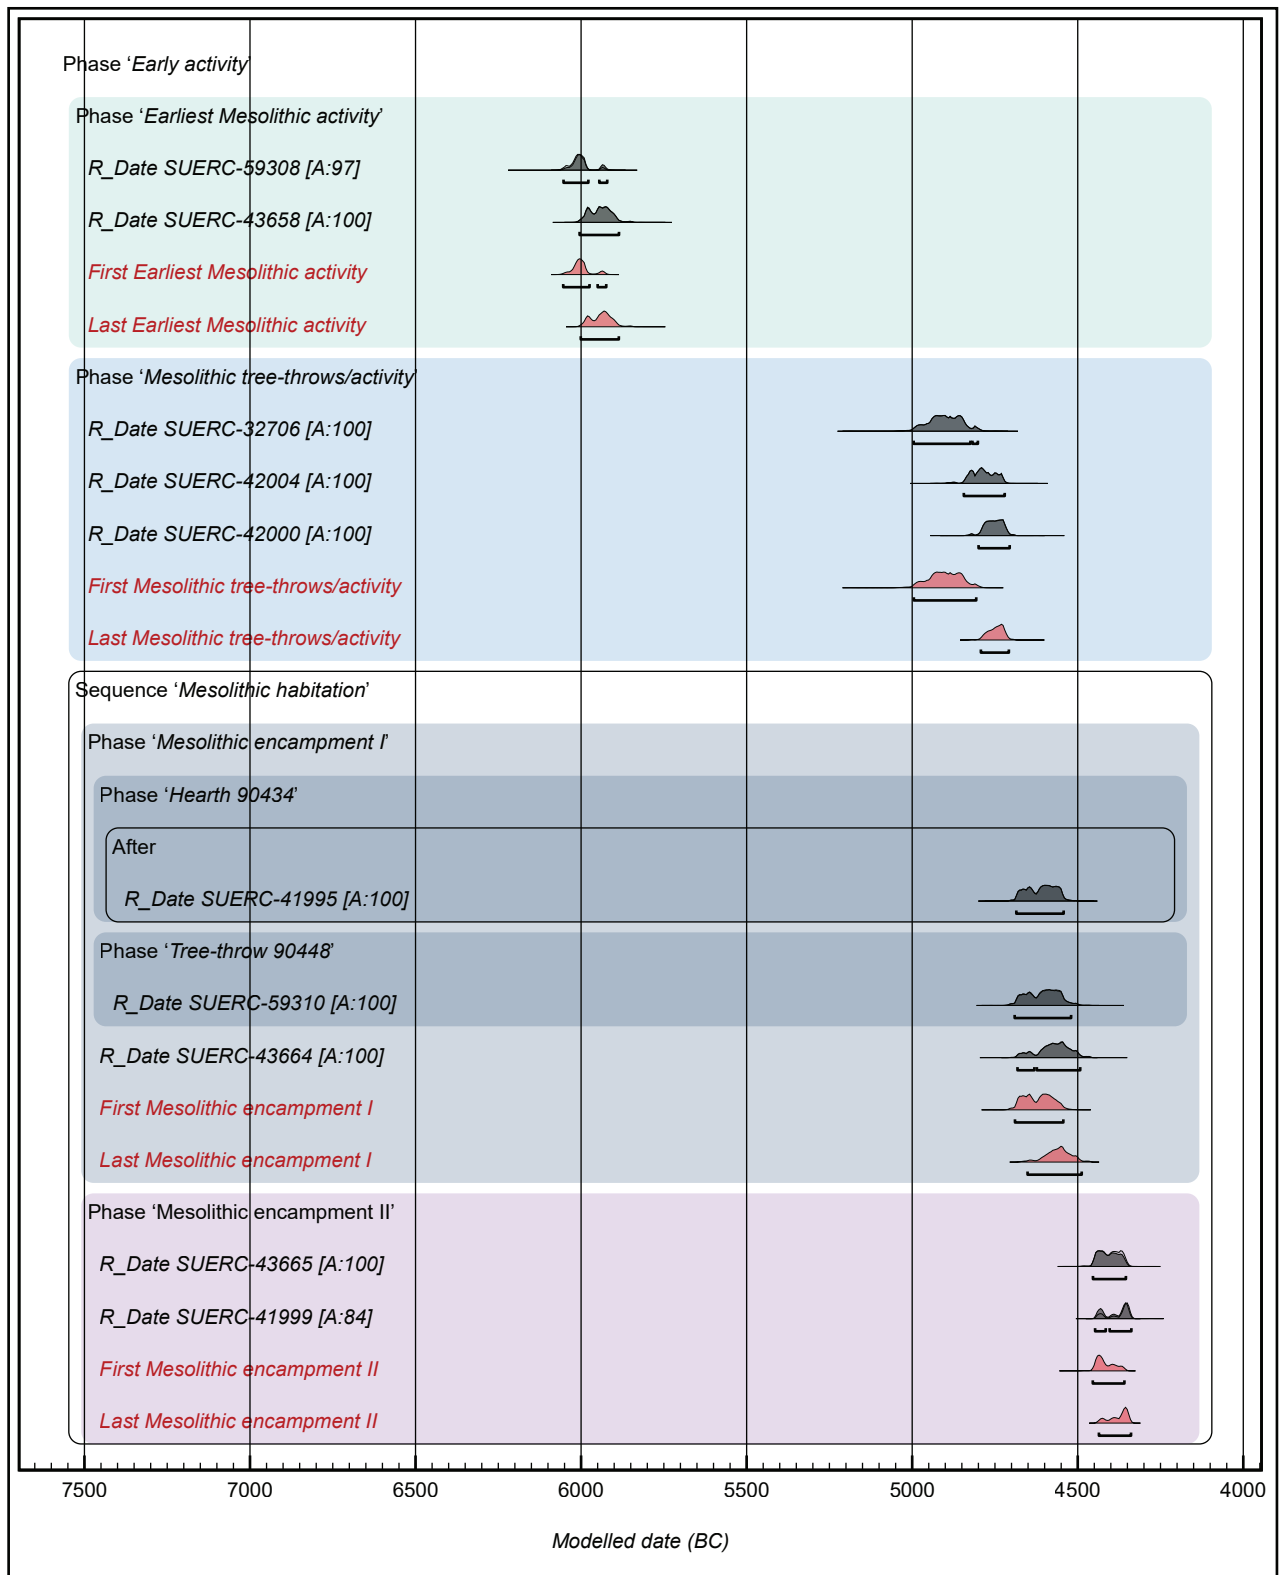 Phase ‘Early activity’
Phase ‘Earliest Mesolithic activity’
R_Date SUERC-59308 [A:97]
R_Date SUERC-43658 [A:100]
First Earliest Mesolithic activity
Last Earliest Mesolithic activity
Phase ‘Mesolithic tree-throws/activity’
R_Date SUERC-32706 [A:100]
R_Date SUERC-42004 [A:100]
R_Date SUERC-42000 [A:100]
First Mesolithic tree-throws/activity
Last Mesolithic tree-throws/activity
Sequence ‘Mesolithic habitation’
Phase ‘Mesolithic encampment I’
Phase ‘Hearth 90434’
After
R_Date SUERC-41995 [A:100]
Phase ‘Tree-throw 90448’
R_Date SUERC-59310 [A:100]
R_Date SUERC-43664 [A:100]
First Mesolithic encampment I
Last Mesolithic encampment I
Phase ‘Mesolithic encampment II’
R_Date SUERC-43665 [A:100]
R_Date SUERC-41999 [A:84]
First Mesolithic encampment II
Last Mesolithic encampment II
7500 7000 6500 6000 5500 5000 4500 4000
Modelled date (BC)